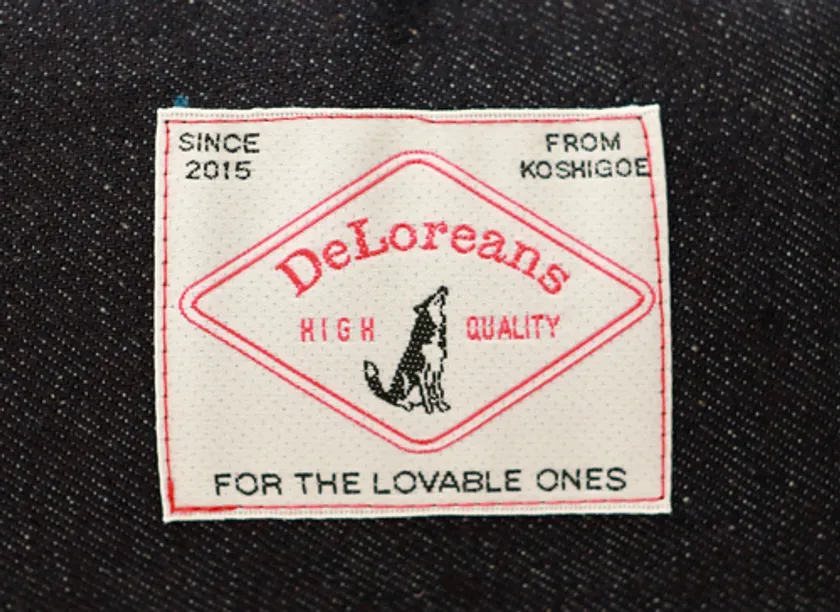 SINCE
2015
FROM
KOSHIGOE
DeLoreans
HIGH QUALITY
FOR THE LOVABLE ONES